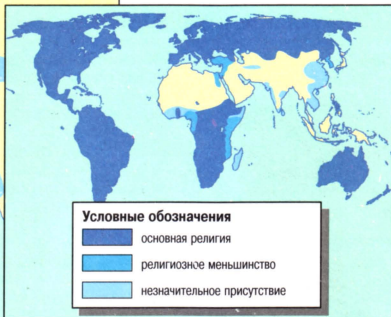 Условные обозначения
основная религия
религиозное меньшинство
незначительное присутствие